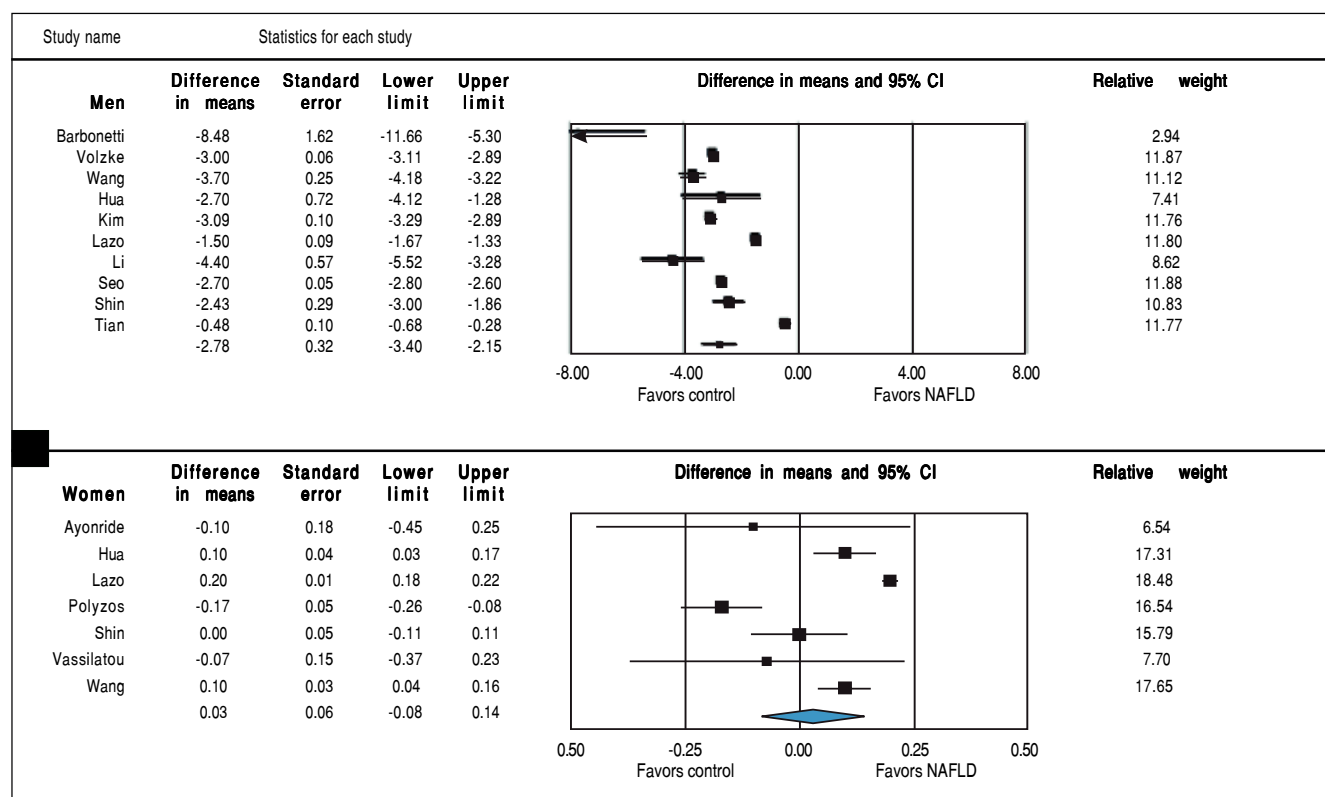 Study name Statistics for each study
Difference Standard Lower Upper Difference in means and 95% CI Relative weight
Men in means error limit limit
Barbonetti -8.48 1.62 -11.66 -5.30 2.94
Volzke -3.00 0.06 -3.11 -2.89 11.87
Wang -3.70 0.25 -4.18 -3.22 11.12
Hua -2.70 0.72 -4.12 -1.28 7.41
Kim -3.09 0.10 -3.29 -2.89 11.76
Lazo -1.50 0.09 -1.67 -1.33 11.80
Li -4.40 0.57 -5.52 -3.28 8.62
Seo -2.70 0.05 -2.80 -2.60 11.88
Shin -2.43 0.29 -3.00 -1.86 10.83
Tian -0.48 0.10 -0.68 -0.28 11.77
-2.78 0.32 -3.40 -2.15
-8.00 -4.00 0.00 4.00 8.00
Favors control Favors NAFLD
Difference Standard Lower Upper Difference in means and 95% CI Relative weight
Women in means error limit limit
Ayonride -0.10 0.18 -0.45 0.25 6.54
Hua 0.10 0.04 0.03 0.17 17.31
Lazo 0.20 0.01 0.18 0.22 18.48
Polyzos -0.17 0.05 -0.26 -0.08 16.54
Shin 0.00 0.05 -0.11 0.11 15.79
Vassilatou -0.07 0.15 -0.37 0.23 7.70
Wang 0.10 0.03 0.04 0.16 17.65
0.03 0.06 -0.08 0.14
0.50 -0.25 0.00 0.25 0.50
Favors control Favors NAFLD